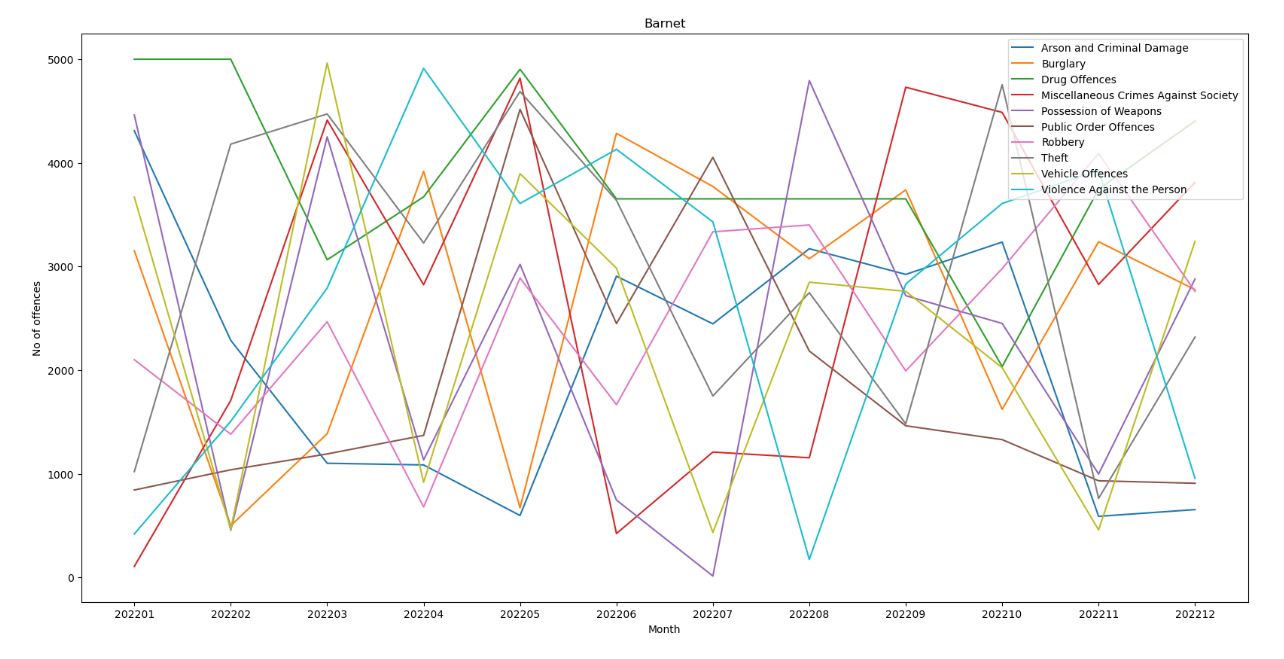 Barnet
Arson and Criminal Damage
Burglary
Drug Offences
Miscellaneous Crimes Against Society
Possession of Weapons
Public Order Offences
Robbery
Theft
Vehicle Offences
Violence Against the Person
No of offences
5000
4000
3000
2000
1000
0
202201 202202 202203 202204 202205 202206 202207 202208 202209 202210 202211 202212
Month